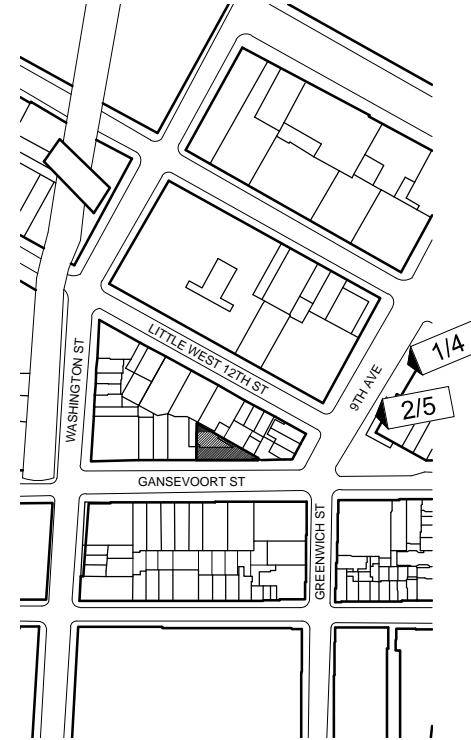 1/4
LITTLE WEST 12TH ST
9TH AVE
WASHINGTON ST
2/5
GANSEVOORT ST
GREENWICH ST